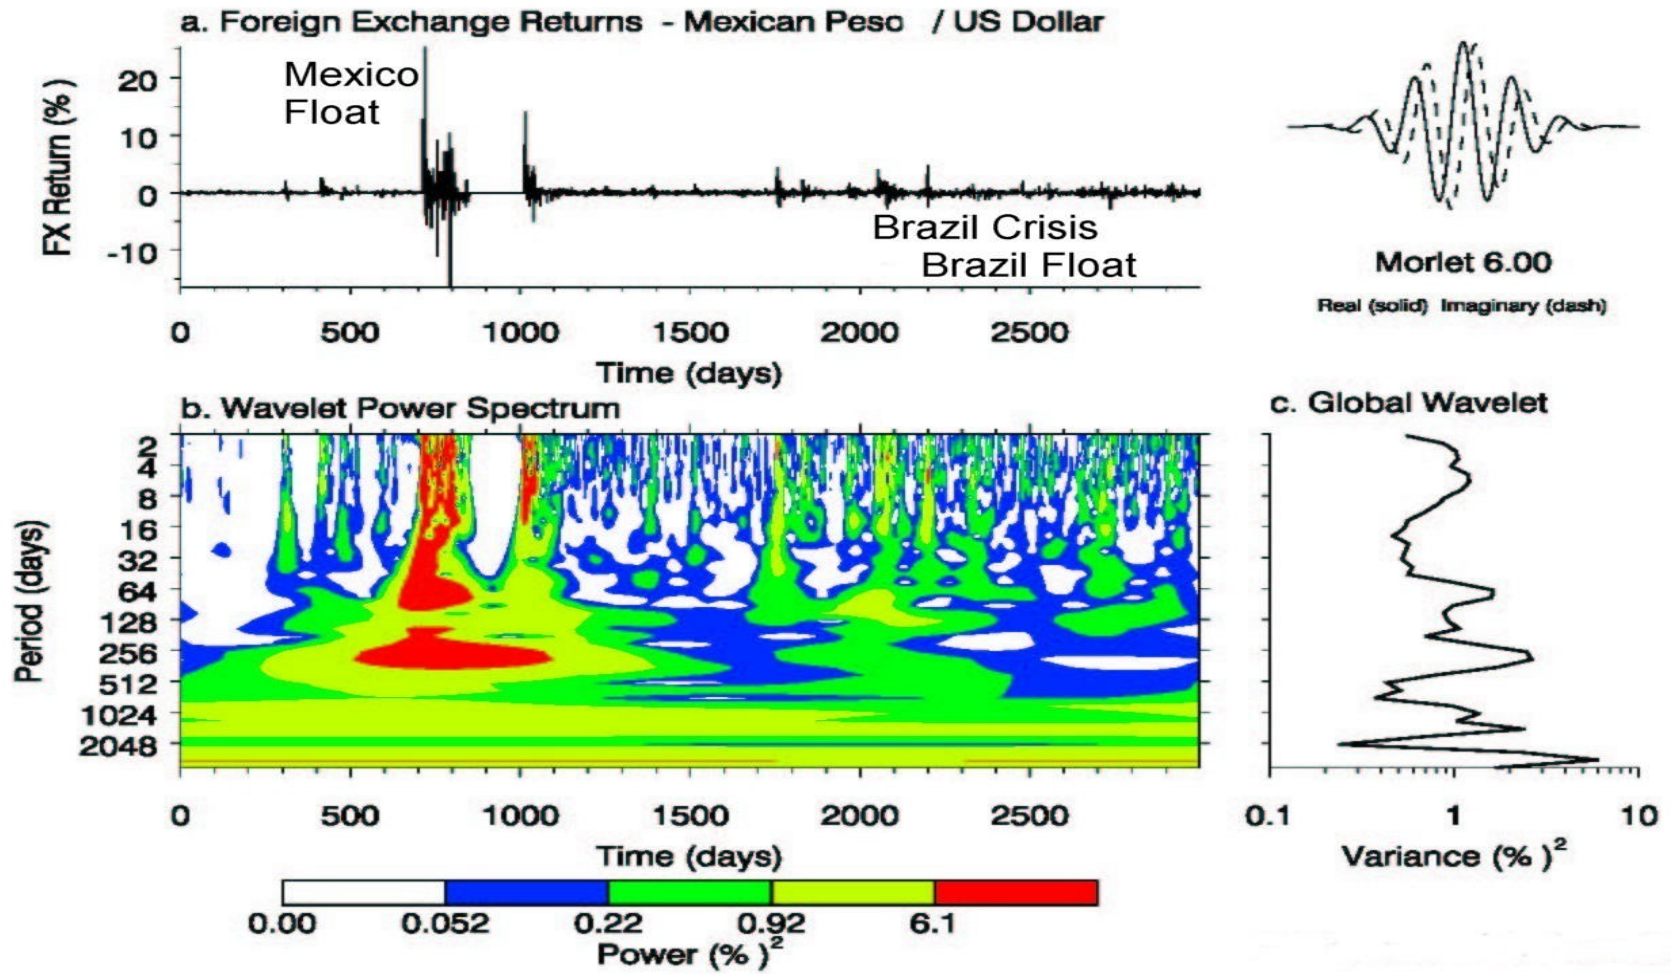 a. Foreign Exchange Returns - Mexican Peso / US Dollar
FX Return (%)
20
10
0
-10
Mexico
Float
Brazil Crisis
Brazil Float
0 500 1000 1500 2000 2500
Time (days)
Morlet 6.00
Real (solid) Imaginary (dash)
b. Wavelet Power Spectrum
Period (days)
2
4
8
16
32
64
128
256
512
1024
2048
0 500 1000 1500 2000 2500
Time (days)
0.00 0.052 0.22 0.92 6.1
Power (%)²
c. Global Wavelet
0.1 1 10
Variance (%)²